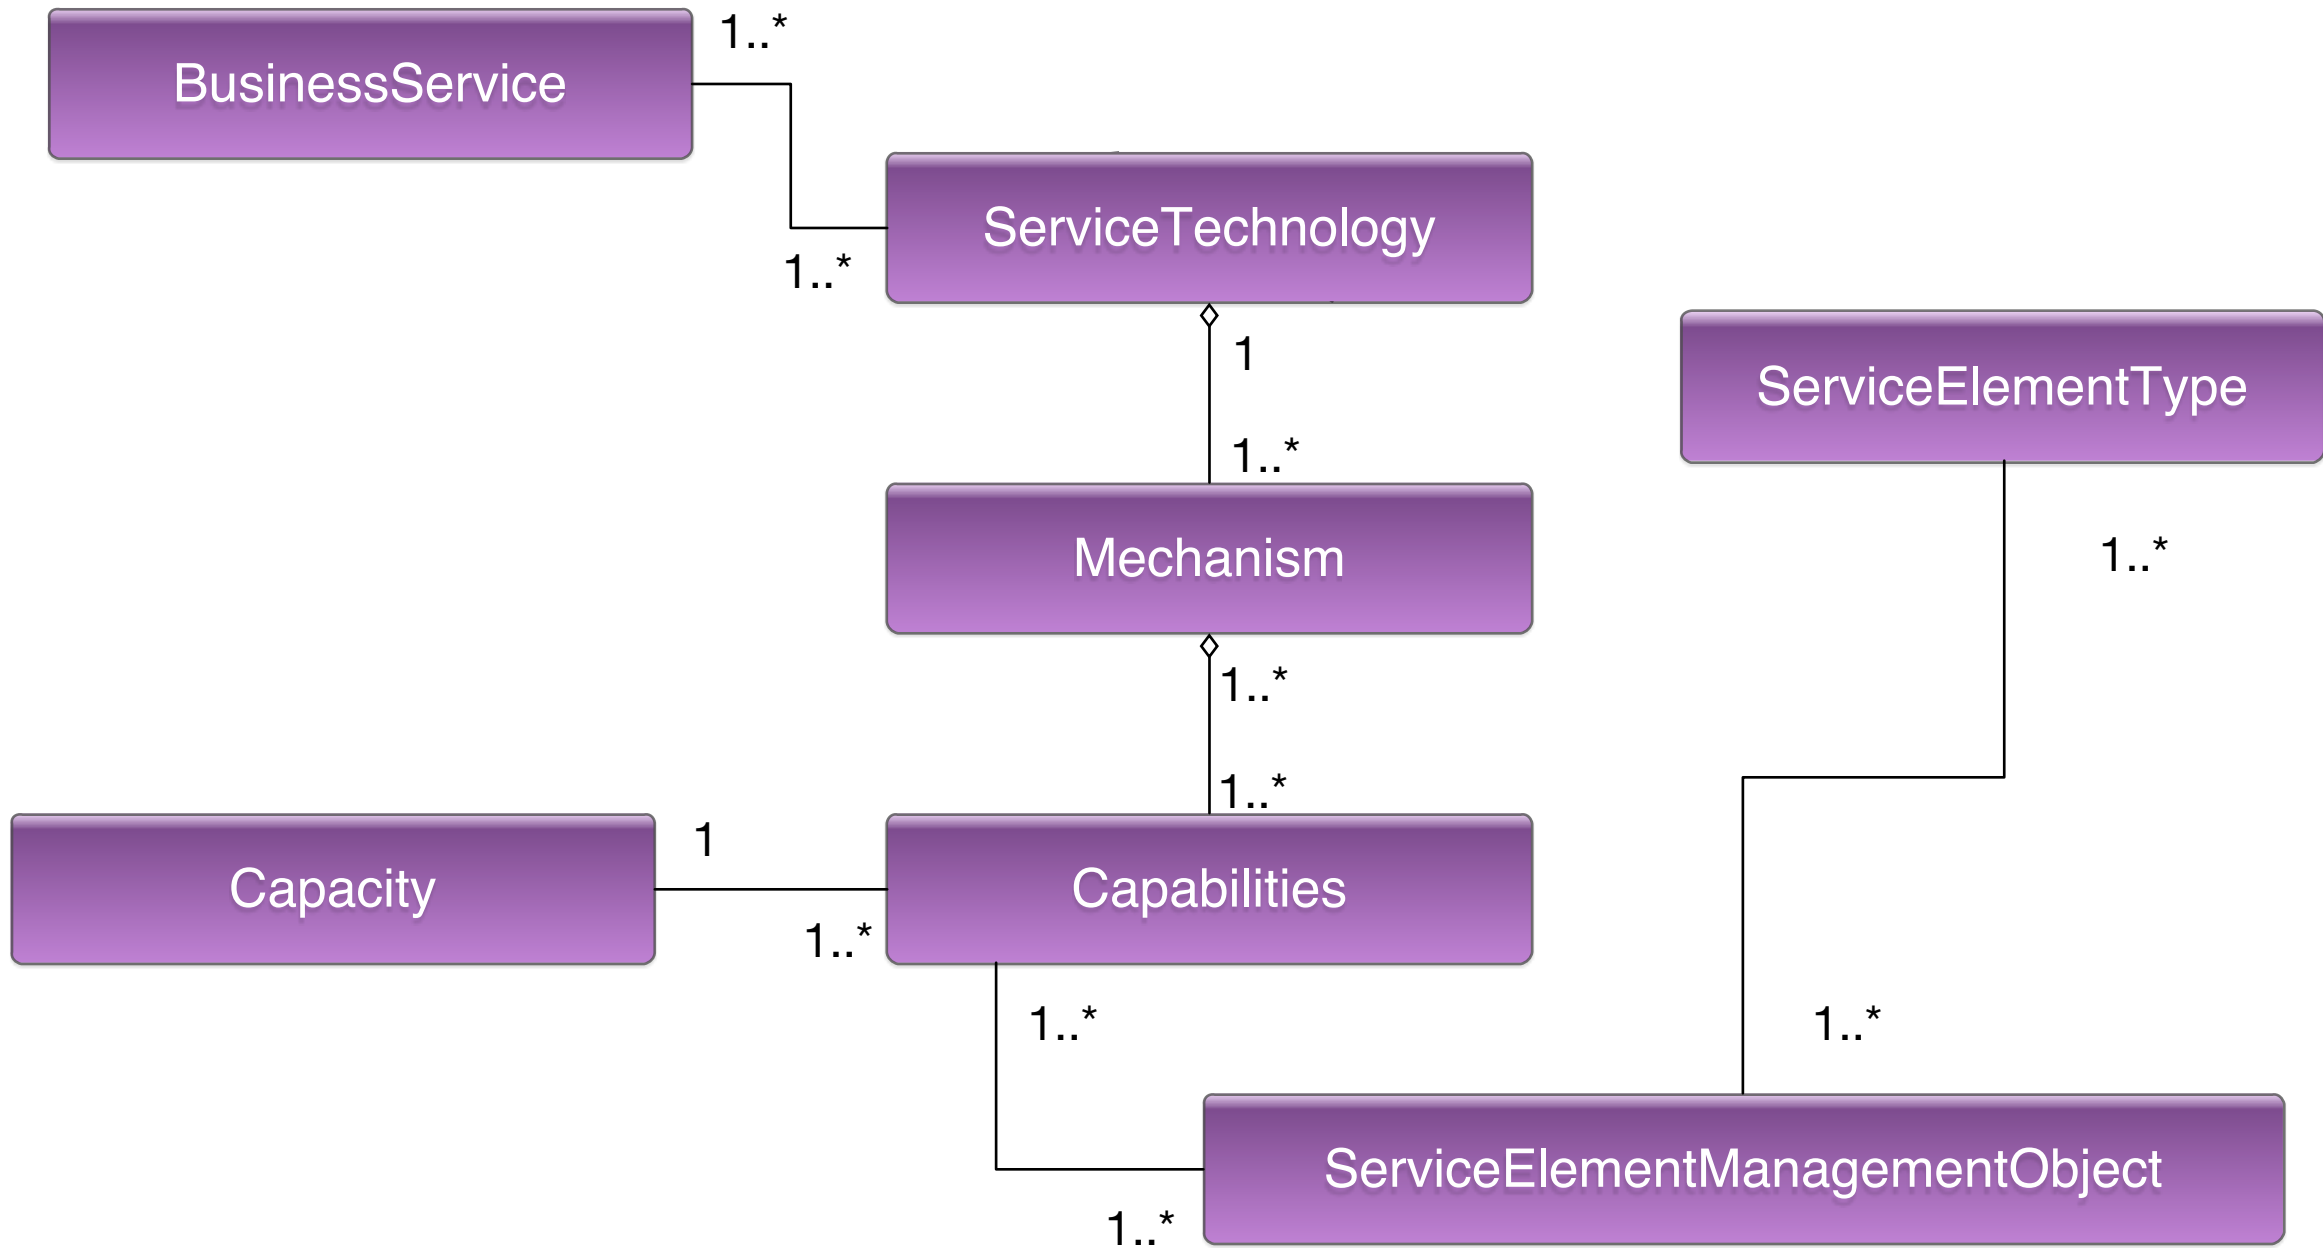 1..*
BusinessService
ServiceTechnology
1..*
1
ServiceElementType
1..*
Mechanism
1..*
1..*
1..*
1
Capacity
Capabilities
1..*
1..*
1..*
ServiceElementManagementObject
1..*